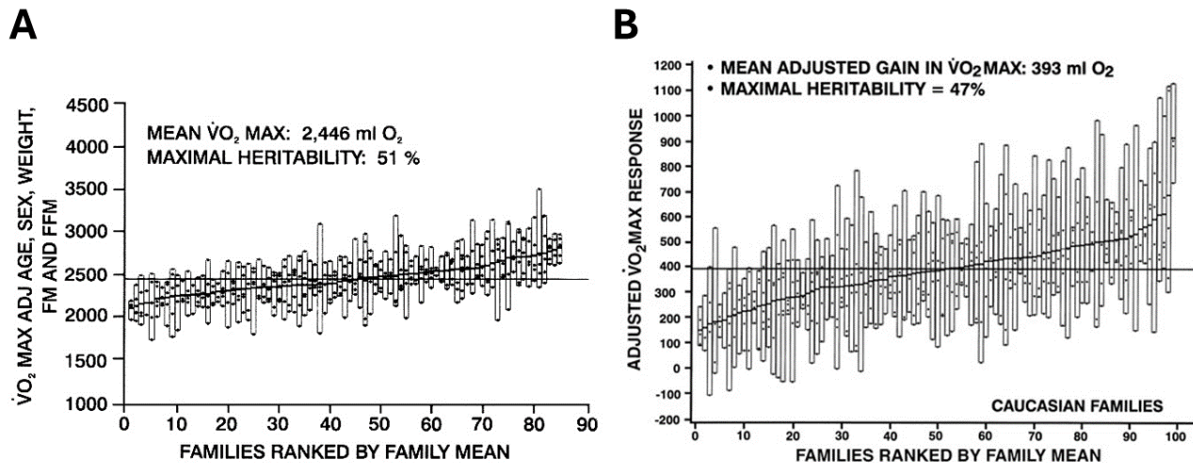 A
V̇O₂ MAX ADJ AGE, SEX, WEIGHT,
FM AND FFM
4500
4000
3500
3000
2500
2000
1500
1000
MEAN V̇O₂ MAX: 2,446 ml O₂
MAXIMAL HERITABILITY: 51 %
0 10 20 30 40 50 60 70 80 90
FAMILIES RANKED BY FAMILY MEAN
B
ADJUSTED V̇O₂MAX RESPONSE
1200
1100
1000
900
800
700
600
500
400
300
200
100
0
-100
-200
• MEAN ADJUSTED GAIN IN V̇O₂MAX: 393 ml O₂
• MAXIMAL HERITABILITY = 47%
CAUCASIAN FAMILIES
0 10 20 30 40 50 60 70 80 90 100
FAMILIES RANKED BY FAMILY MEAN